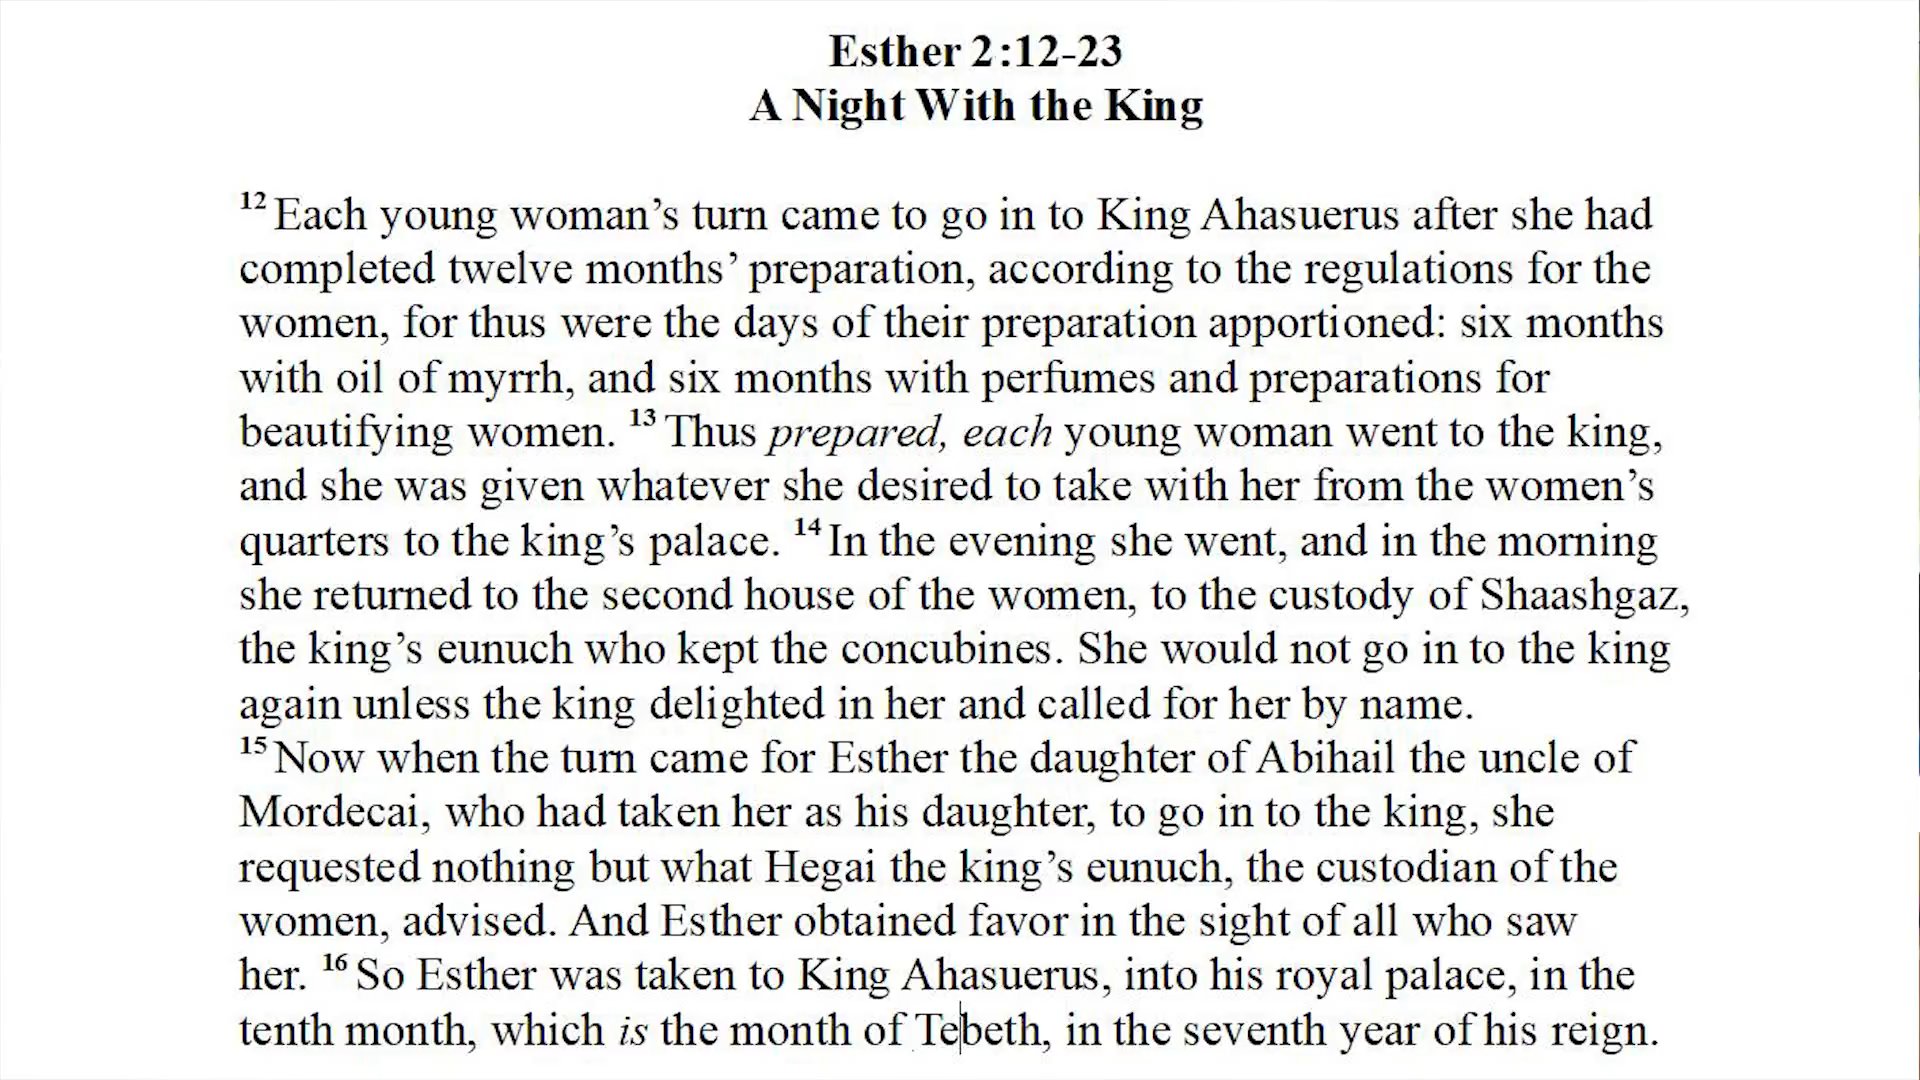 Esther 2:12-23
A Night With the King
12 Each young woman’s turn came to go in to King Ahasuerus after she had
completed twelve months’ preparation, according to the regulations for the
women, for thus were the days of their preparation apportioned: six months
with oil of myrrh, and six months with perfumes and preparations for
beautifying women. 13 Thus prepared, each young woman went to the king,
and she was given whatever she desired to take with her from the women’s
quarters to the king’s palace. 14 In the evening she went, and in the morning
she returned to the second house of the women, to the custody of Shaashgaz,
the king’s eunuch who kept the concubines. She would not go in to the king
again unless the king delighted in her and called for her by name.
15 Now when the turn came for Esther the daughter of Abihail the uncle of
Mordecai, who had taken her as his daughter, to go in to the king, she
requested nothing but what Hegai the king’s eunuch, the custodian of the
women, advised. And Esther obtained favor in the sight of all who saw
her. 16 So Esther was taken to King Ahasuerus, into his royal palace, in the
tenth month, which is the month of Tebeth, in the seventh year of his reign.